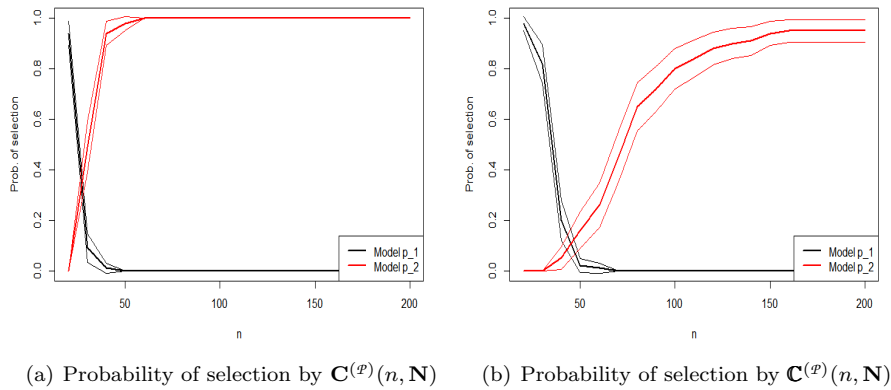 1.0
0.8
0.6
0.4
0.2
0.0
Prob. of selection
50
100
150
200
n
Model p_1
Model p_2
(a) Probability of selection by C^(𝓅)(n, N)
1.0
0.8
0.6
0.4
0.2
0.0
Prob. of selection
50
100
150
200
n
Model p_1
Model p_2
(b) Probability of selection by ℂ^(𝓅)(n, N)